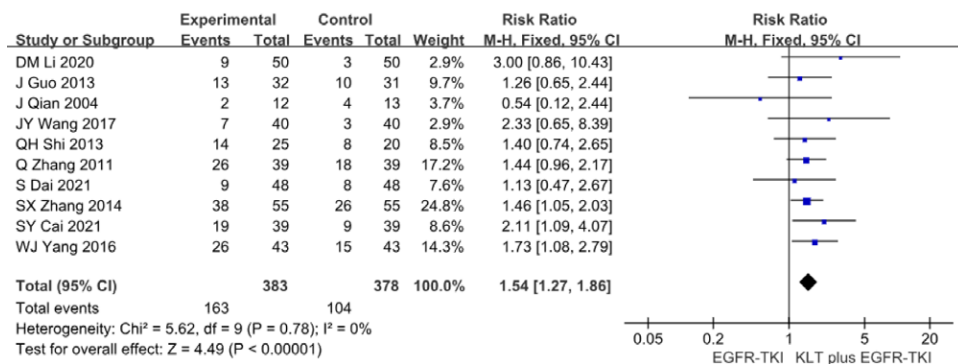 Experimental Control Risk Ratio Risk Ratio
Study or Subgroup Events Total Events Total Weight M-H, Fixed, 95% CI M-H, Fixed, 95% CI
DM Li 2020 9 50 3 50 2.9% 3.00 [0.86, 10.43]
J Guo 2013 13 32 10 31 9.7% 1.26 [0.65, 2.44]
J Qian 2004 2 12 4 13 3.7% 0.54 [0.12, 2.44]
JY Wang 2017 7 40 3 40 2.9% 2.33 [0.65, 8.39]
QH Shi 2013 14 25 8 20 8.5% 1.40 [0.74, 2.65]
Q Zhang 2011 26 39 18 39 17.2% 1.44 [0.96, 2.17]
S Dai 2021 9 48 8 48 7.6% 1.13 [0.47, 2.67]
SX Zhang 2014 38 55 26 55 24.8% 1.46 [1.05, 2.03]
SY Cai 2021 19 39 9 39 8.6% 2.11 [1.09, 4.07]
WJ Yang 2016 26 43 15 43 14.3% 1.73 [1.08, 2.79]
Total (95% CI) 383 378 100.0% 1.54 [1.27, 1.86]
Total events 163 104
Heterogeneity: Chi² = 5.62, df = 9 (P = 0.78); I² = 0%
Test for overall effect: Z = 4.49 (P < 0.00001)
0.05 0.2 1 5 20
EGFR-TKI KLT plus EGFR-TKI